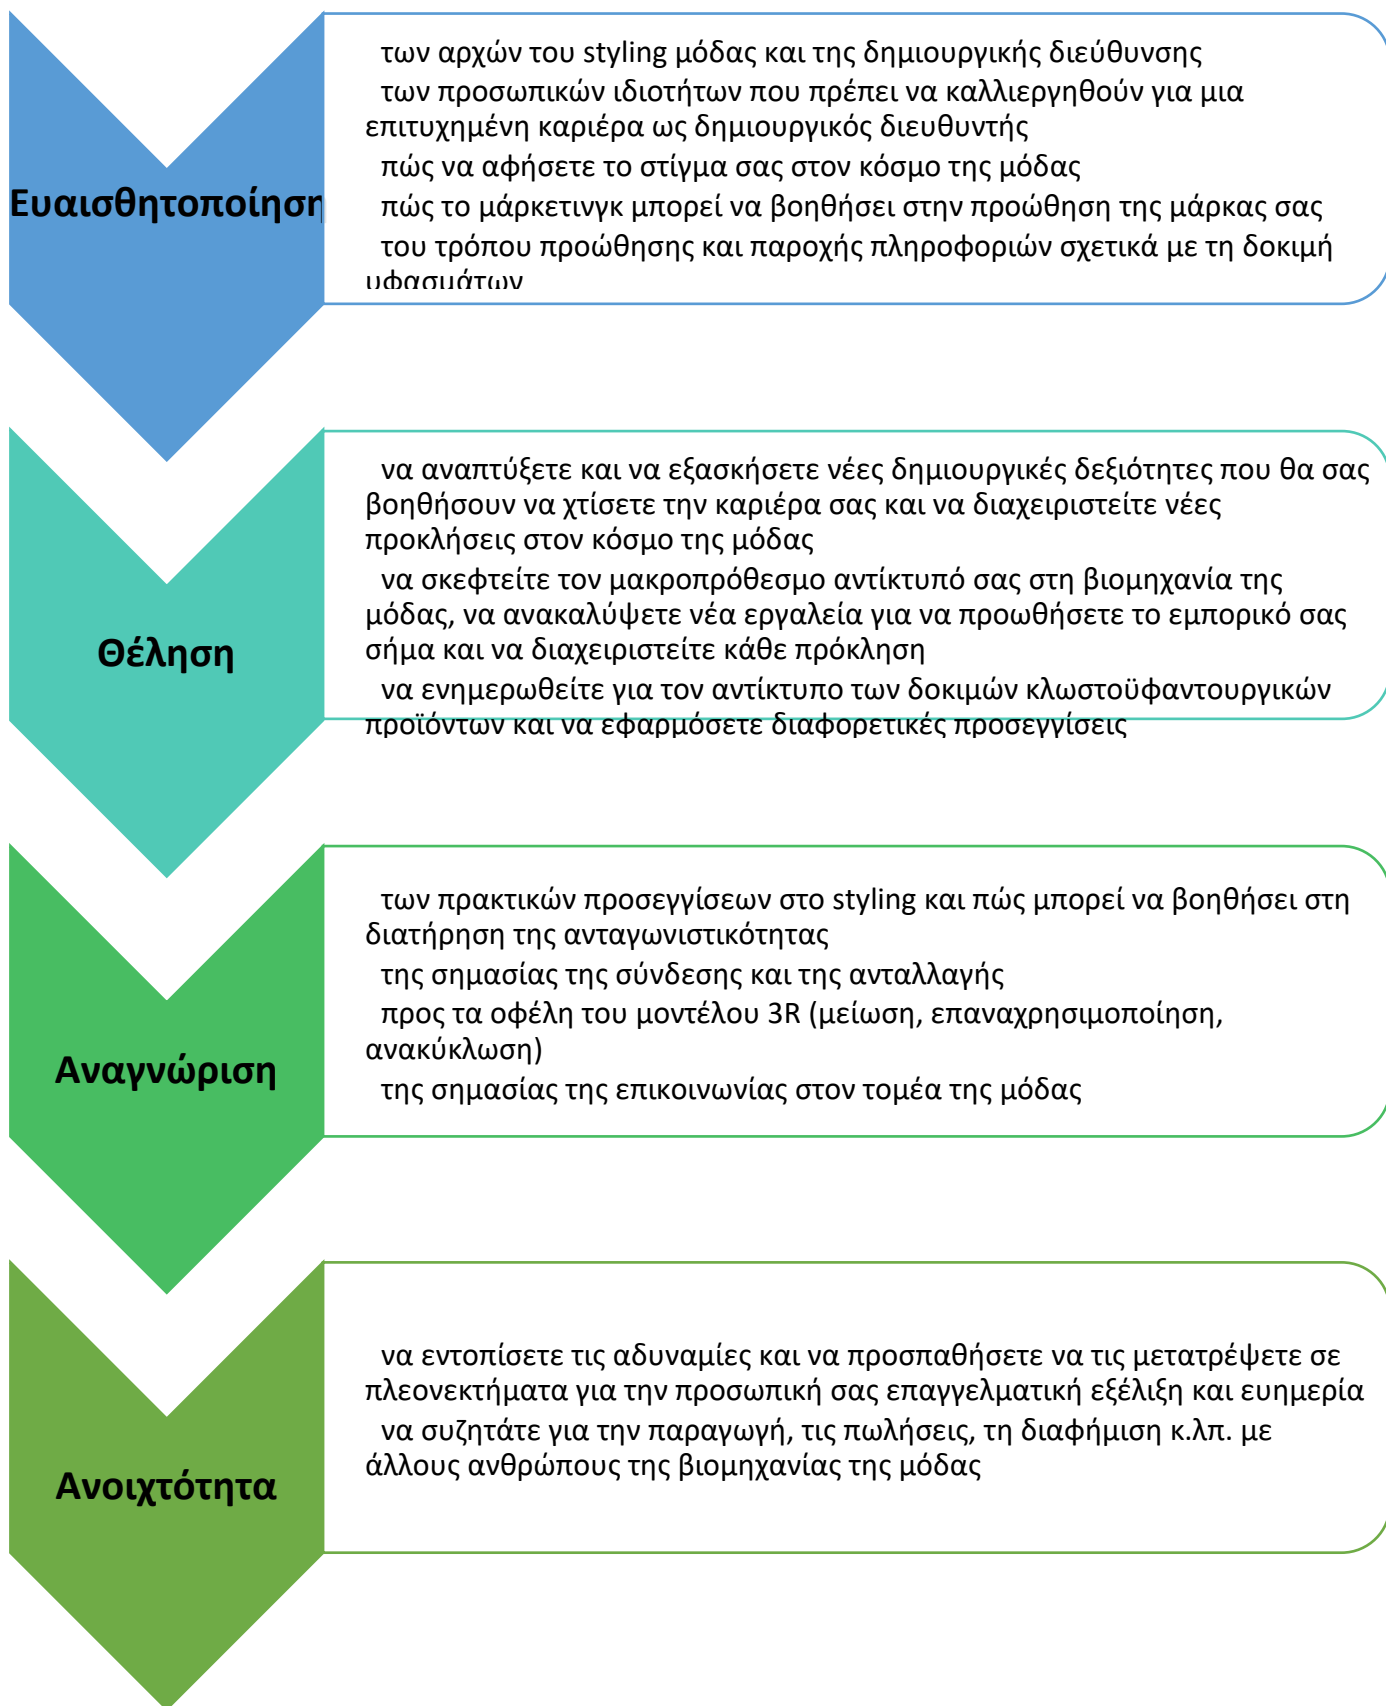 Ευαισθητοποίηση
των αρχών του styling μόδας και της δημιουργικής διεύθυνσης
των προσωπικών ιδιοτήτων που πρέπει να καλλιεργηθούν για μια
επιτυχημένη καριέρα ως δημιουργικός διευθυντής
πώς να αφήσετε το στίγμα σας στον κόσμο της μόδας
πώς το μάρκετινγκ μπορεί να βοηθήσει στην προώθηση της μάρκας σας
του τρόπου προώθησης και παροχής πληροφοριών σχετικά με τη δοκιμή
υφασμάτων
Θέληση
να αναπτύξετε και να εξασκήσετε νέες δημιουργικές δεξιότητες που θα σας
βοηθήσουν να χτίσετε την καριέρα σας και να διαχειριστείτε νέες
προκλήσεις στον κόσμο της μόδας
να σκεφτείτε τον μακροπρόθεσμο αντίκτυπό σας στη βιομηχανία της
μόδας, να ανακαλύψετε νέα εργαλεία για να προωθήσετε το εμπορικό σας
σήμα και να διαχειριστείτε κάθε πρόκληση
να ενημερωθείτε για τον αντίκτυπο των δοκιμών κλωστοϋφαντουργικών
προϊόντων και να εφαρμόσετε διαφορετικές προσεγγίσεις
Αναγνώριση
των πρακτικών προσεγγίσεων στο styling και πώς μπορεί να βοηθήσει στη
διατήρηση της ανταγωνιστικότητας
της σημασίας της σύνδεσης και της ανταλλαγής
προς τα οφέλη του μοντέλου 3R (μείωση, επαναχρησιμοποίηση,
ανακύκλωση)
της σημασίας της επικοινωνίας στον τομέα της μόδας
Ανοιχτότητα
να εντοπίσετε τις αδυναμίες και να προσπαθήσετε να τις μετατρέψετε σε
πλεονεκτήματα για την προσωπική σας επαγγελματική εξέλιξη και ευημερία
να συζητάτε για την παραγωγή, τις πωλήσεις, τη διαφήμιση κ.λπ. με
άλλους ανθρώπους της βιομηχανίας της μόδας